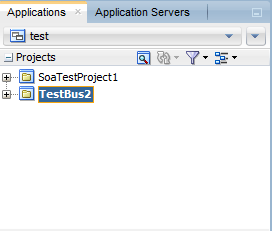 Applications Application Servers
test
Projects
SoaTestProject1
TestBus2